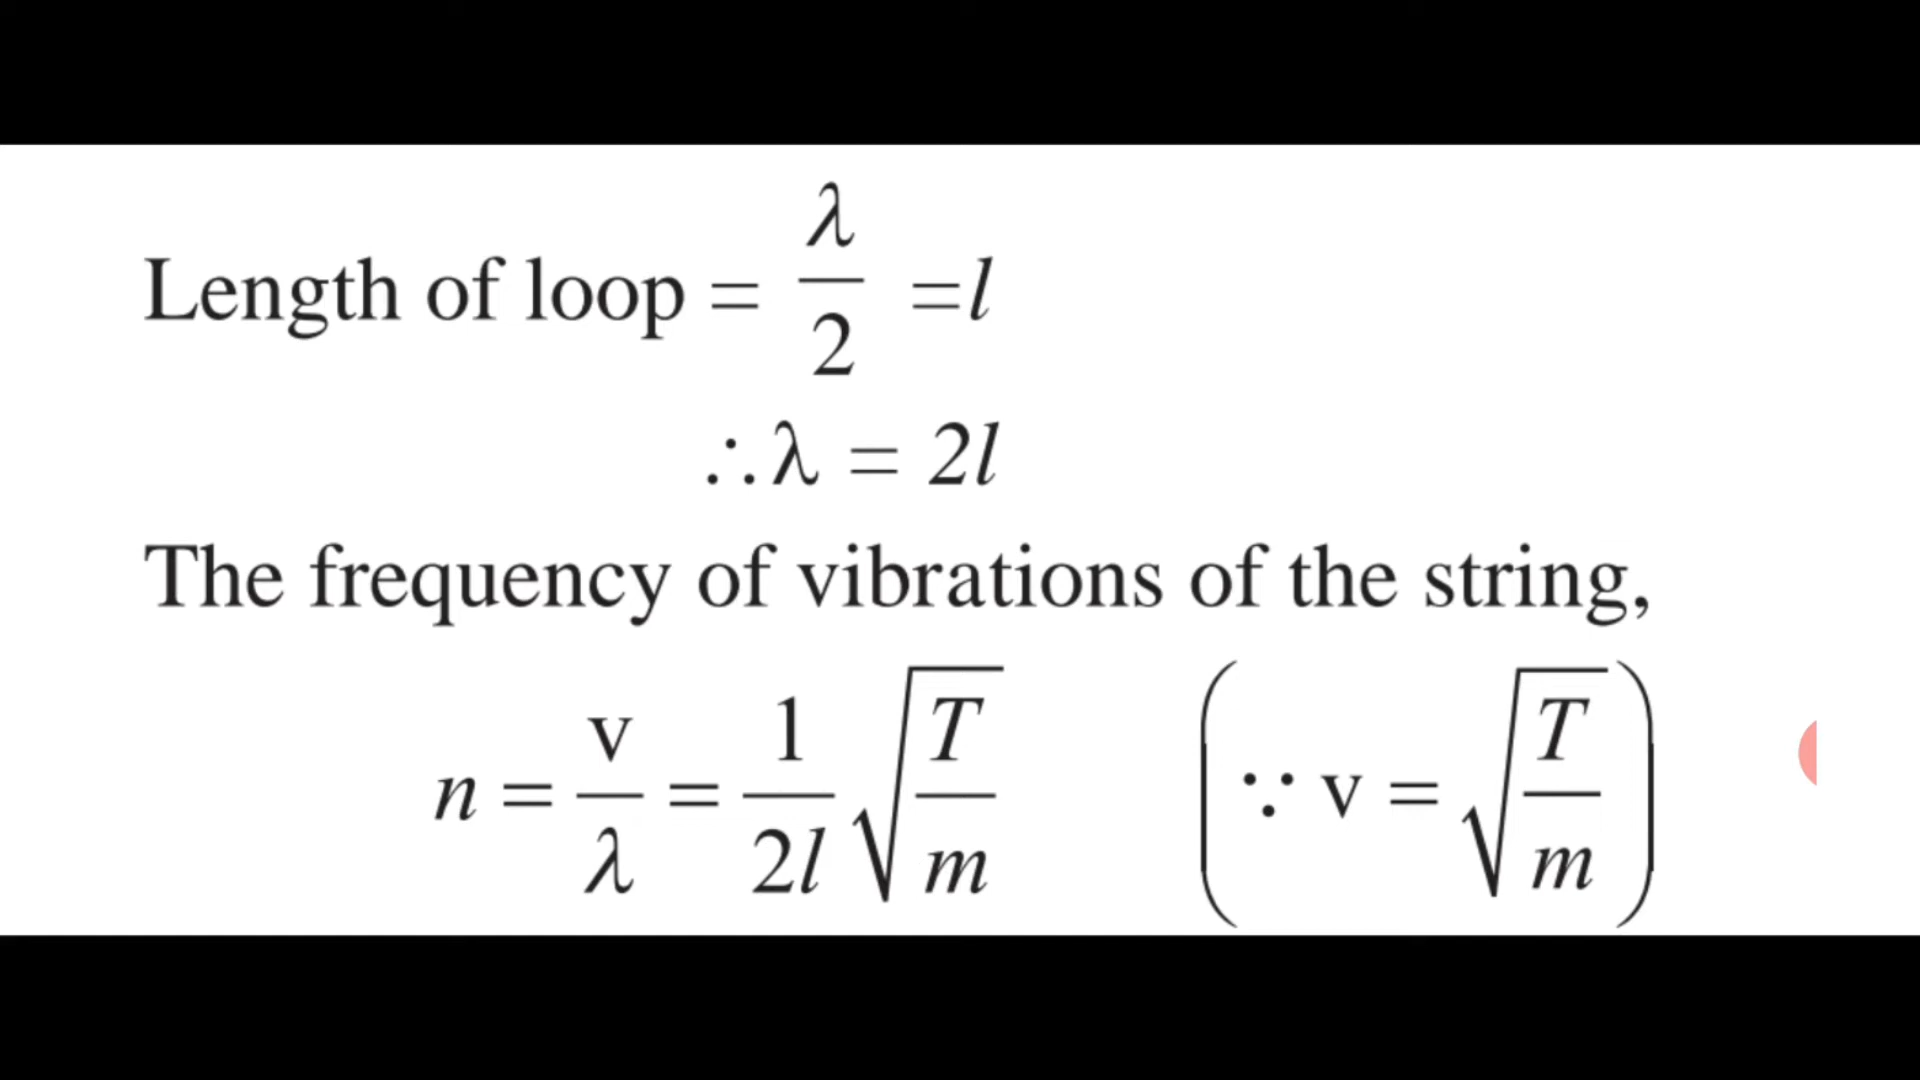 Length of loop = λ/2 = l
∴ λ = 2l
The frequency of vibrations of the string,
n = v/λ = 1/2l √(T/m) (∵ v = √(T/m))